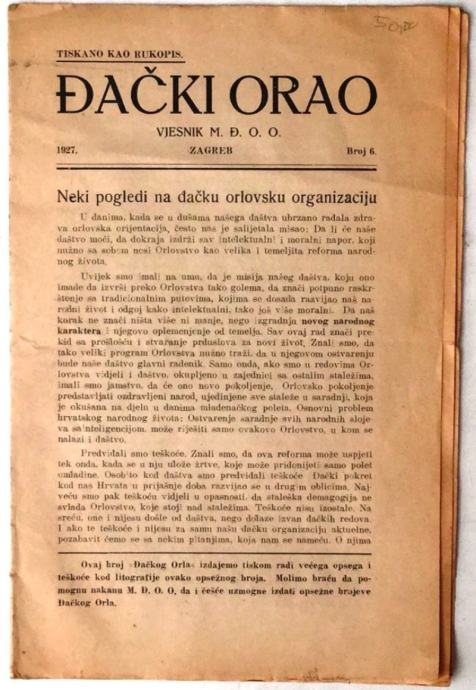 TISKANO KAO RUKOPIS.
ĐAČKI ORAO
VJESNIK M. Đ. O. O.
1927. ZAGREB Broj 6.
Neki pogledi na đačku orlovsku organizaciju
U danima, kada se u dušama našega đaštva ubrzano rađala zdra-
va orlovska orijentacija, često nas je salijetala misao: Da li će naše
đaštvo moći, da dokraja izdrži sav intelektualni i moralni napor, koji
nužno sa sobom nosi Orlovstvo kao velika i temeljita reforma narod-
nog života.
Uvijek smo imali na umu, da je misija našeg đaštva, koju ono
imade da izvrši preko Orlovstva tako golema, da znači potpuno raskr-
štenje sa tradicionalnim putevima, kojima se dosada razvijao naš na-
rodni život i odgoj kako intelektualni, tako još više moralni. Da naš
korak ne znači ništa više ni manje, nego izgradnju novog narodnog
karaktera i njegovo oplemenjenje od temelja. Sav ovaj rad znači pre-
kid sa prošlošću i stvaranje preduslova za novi život. Znali smo, da
tako veliki program Orlovstva nužno traži, da u njegovom ostvarenju
bude naše đaštvo glavni radenik. Samo onda, ako smo u redovima Or-
lovstva vidjeli i đaštvo okupljeno u zajednici sa ostalim staležima,
imali smo jamstvo, da će ono novo pokoljenje, Orlovsko pokoljenje
predstavljati ozdravljeni narod, ujedinjene sve staleže u saradnji, koja
je okušana na djelu u danima mladenačkog poleta. Osnovni problem
hrvatskog narodnog života: Ostvarenje saradnje svih narodnih sloje-
va sa inteligencijom, može riješiti samo ovakovo Orlovstvo, u kom se
nalazi i đaštvo.
Predviđali smo teškoće. Znali smo, da ova reforma može uspjeti
tek onda, kada se u nju ulože žrtve, koje može pridonijeti samo polet
omladine. Osobito kod đaštva smo predviđali teškoće Đački pokret
kod nas Hrvata u prijašnje doba razvijao se u drugim oblicima. Naj-
veću smo pak teškoću vidjeli u opasnosti, da staleška demagogija ne
svlada Orlovstvo, koje stoji nad staležima. Teškoće nisu izostale. Na
sreću, one i nijesu došle od đaštva, nego dolaze izvan đačkih redova.
I ako te teškoće i nijesu za samu našu đačku organizaciju aktuelne,
pozabavit ćemo se sa nekim pitanjima, koja nam se nameću. O njima
Ovaj broj »Đačkog Orla« izdajemo tiskom radi većega opsega i
teškoće kod litografije ovako opsežnog broja. Molimo braću da po-
mognu nakanu M. Đ. O. O. da i češće uzmogne izdati opsežne brojeve
Đačkog Orla.